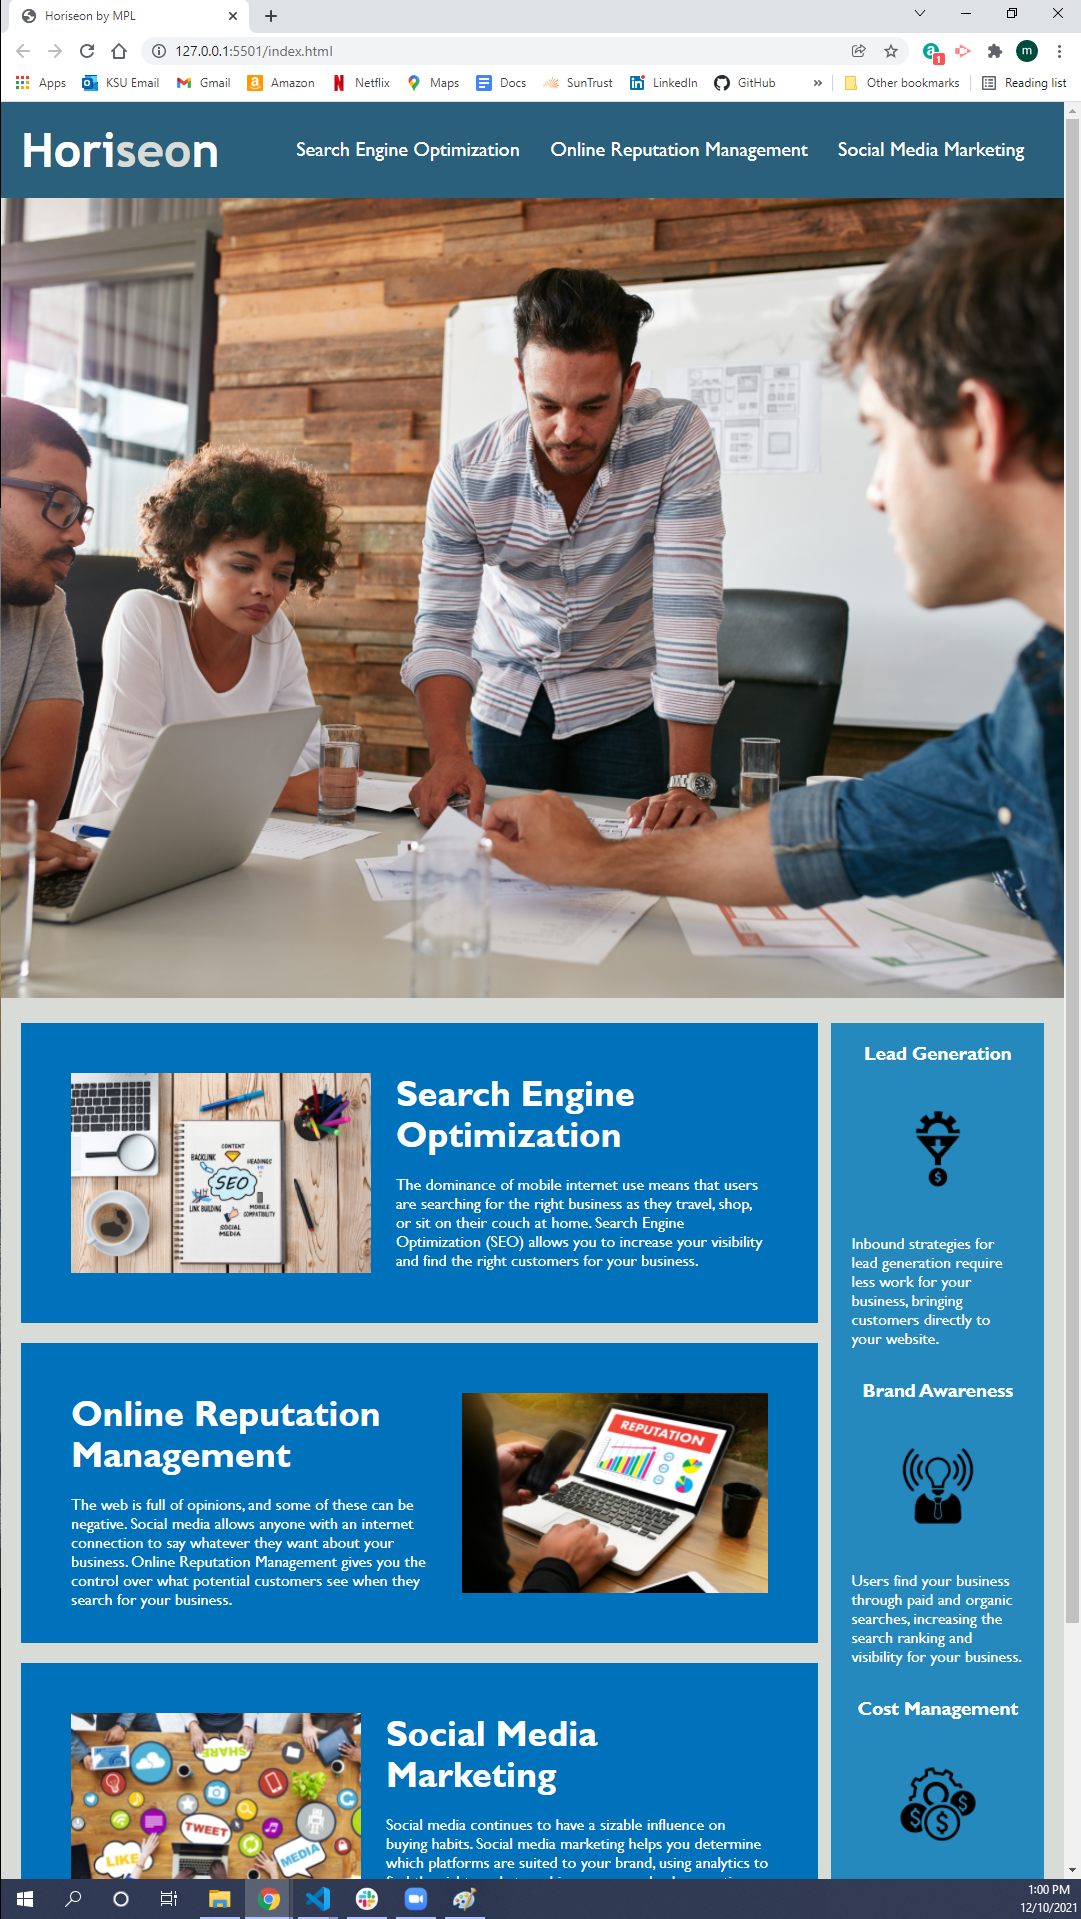 Horiseon by MPL
127.0.0.1:5501/index.html
m
1
Apps KSU Email Gmail Amazon Netflix Maps Docs SunTrust LinkedIn GitHub » Other bookmarks Reading list
Horiseon
Search Engine Optimization Online Reputation Management Social Media Marketing
CONTENT
BACKLINK
HEADINGS
SEO
LINK BUILDING
MOBILE
COMPATIBILITY
SOCIAL
MEDIA
Search Engine
Optimization
The dominance of mobile internet use means that users
are searching for the right business as they travel, shop,
or sit on their couch at home. Search Engine
Optimization (SEO) allows you to increase your visibility
and find the right customers for your business.
Online Reputation
Management
The web is full of opinions, and some of these can be
negative. Social media allows anyone with an internet
connection to say whatever they want about your
business. Online Reputation Management gives you the
control over what potential customers see when they
search for your business.
REPUTATION
SHARE
TWEET
LIKE
MEDIA
Social Media
Marketing
Social media continues to have a sizable influence on
buying habits. Social media marketing helps you determine
which platforms are suited to your brand, using analytics to
Lead Generation
Inbound strategies for
lead generation require
less work for your
business, bringing
customers directly to
your website.
Brand Awareness
Users find your business
through paid and organic
searches, increasing the
search ranking and
visibility for your business.
Cost Management
1:00 PM
12/10/2021